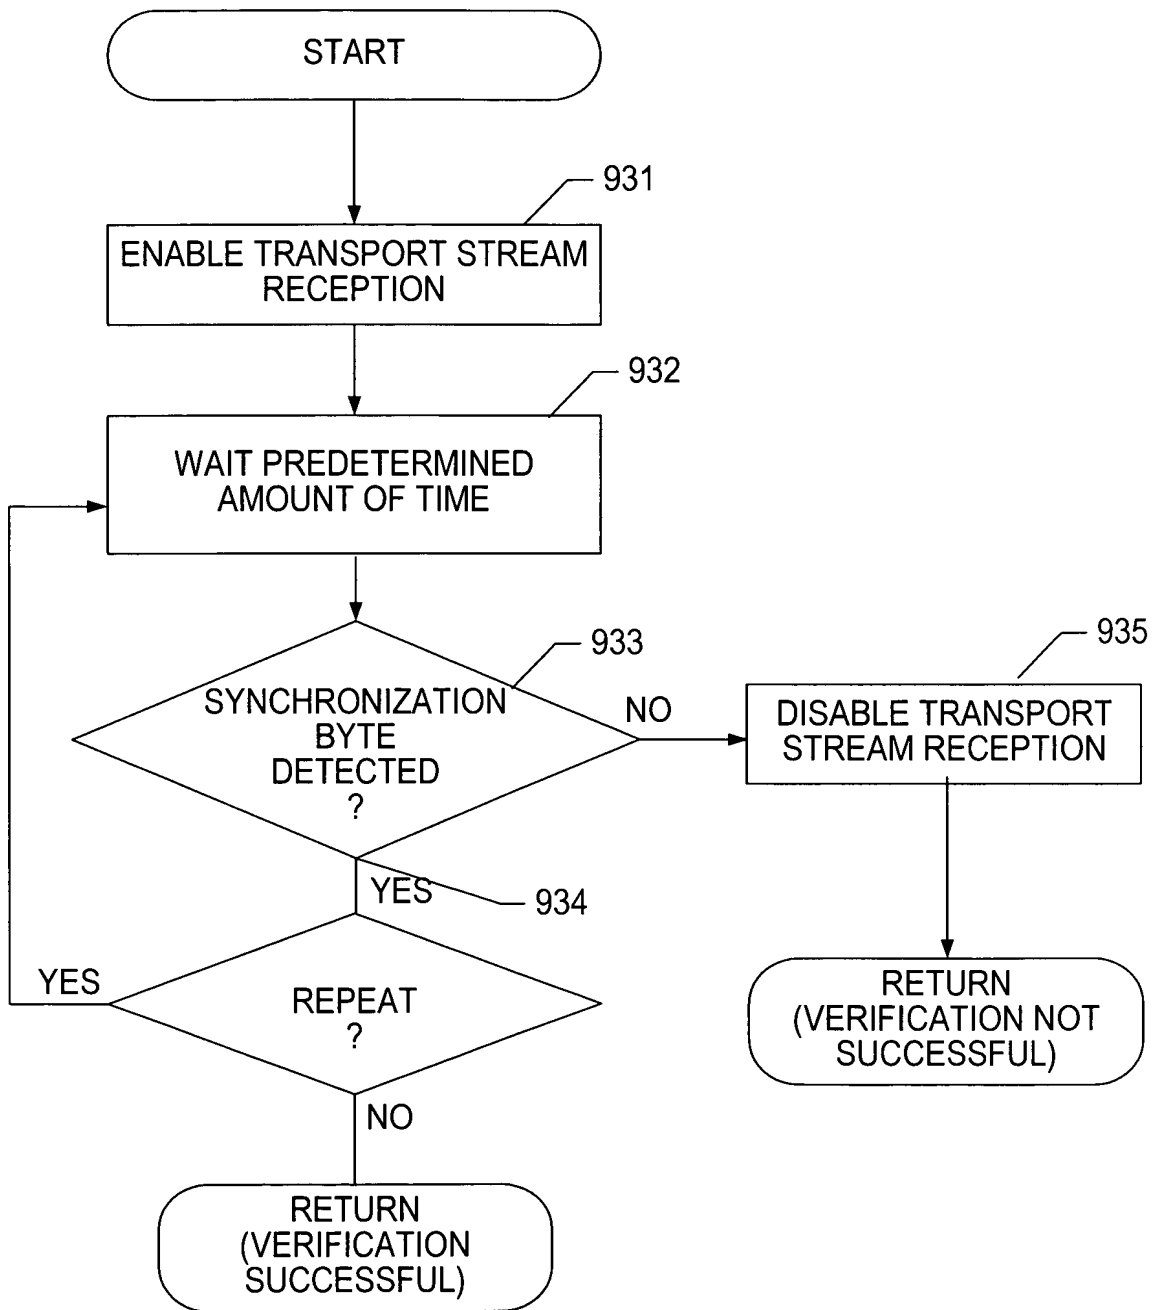 START
931
ENABLE TRANSPORT STREAM
RECEPTION
932
WAIT PREDETERMINED
AMOUNT OF TIME
933
SYNCHRONIZATION
BYTE
DETECTED
?
NO
935
DISABLE TRANSPORT
STREAM RECEPTION
YES
934
YES
REPEAT
?
NO
RETURN
(VERIFICATION NOT
SUCCESSFUL)
RETURN
(VERIFICATION
SUCCESSFUL)